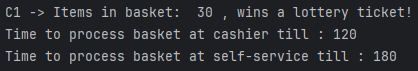 C1 -> Items in basket:  30 , wins a lottery ticket!
Time to process basket at cashier till : 120
Time to process basket at self-service till : 180